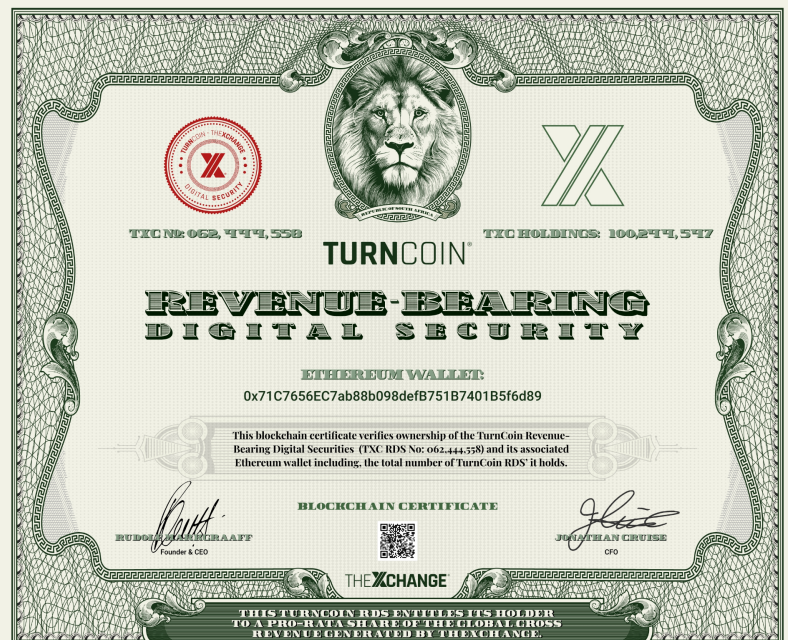 REPUBLIC OF SOUTH AFRICA
TURNCOIN · THEXCHANGE
DIGITAL SECURITY
TXC №: 062, 444, 558
TXC HOLDINGS: 100,244, 547
TURNCOIN®
REVENUE-BEARING
DIGITAL SECURITY
ETHEREUM WALLET:
0x71C7656EC7ab88b098defB751B7401B5f6d89
This blockchain certificate verifies ownership of the TurnCoin Revenue-
Bearing Digital Securities (TXC RDS No: 062,444,558) and its associated
Ethereum wallet including, the total number of TurnCoin RDS' it holds.
BLOCKCHAIN CERTIFICATE
RUDOLF MARKGRAAFF
Founder & CEO
JONATHAN CRUISE
CFO
THEXCHANGE
THIS TURNCOIN RDS ENTITLES ITS HOLDER
TO A PRO-RATA SHARE OF THE GLOBAL GROSS
REVENUE GENERATED BY THEXCHANGE.